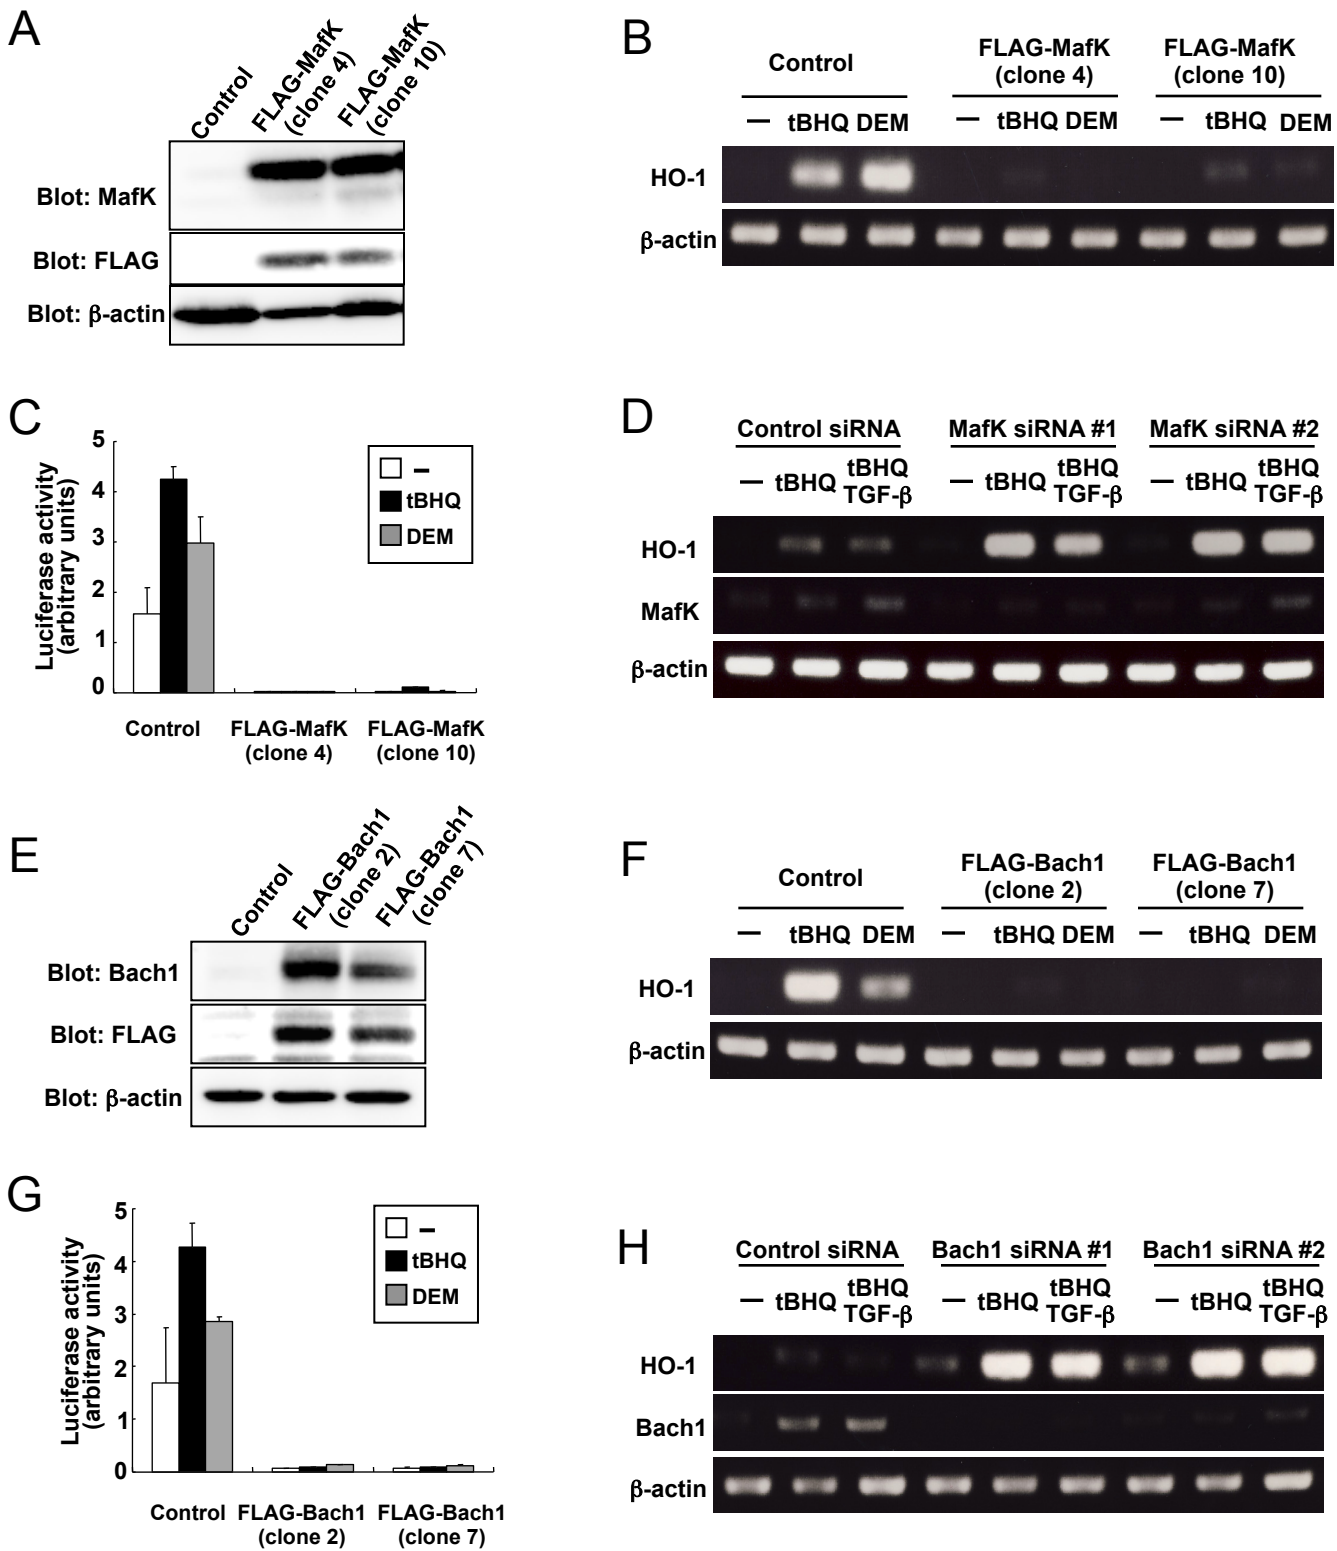 A
Control
FLAG-MafK
(clone 4)
FLAG-MafK
(clone 10)
Blot: MafK
Blot: FLAG
Blot: β-actin
B
Control
FLAG-MafK
(clone 4)
FLAG-MafK
(clone 10)
– tBHQ DEM – tBHQ DEM – tBHQ DEM
HO-1
β-actin
C
Luciferase activity
(arbitrary units)
5
4
3
2
1
0
–
tBHQ
DEM
Control
FLAG-MafK
(clone 4)
FLAG-MafK
(clone 10)
D
Control siRNA MafK siRNA #1 MafK siRNA #2
– tBHQ tBHQ TGF-β – tBHQ tBHQ TGF-β – tBHQ tBHQ TGF-β
HO-1
MafK
β-actin
E
Control
FLAG-Bach1
(clone 2)
FLAG-Bach1
(clone 7)
Blot: Bach1
Blot: FLAG
Blot: β-actin
F
Control
FLAG-Bach1
(clone 2)
FLAG-Bach1
(clone 7)
– tBHQ DEM – tBHQ DEM – tBHQ DEM
HO-1
β-actin
G
Luciferase activity
(arbitrary units)
5
4
3
2
1
0
–
tBHQ
DEM
Control
FLAG-Bach1
(clone 2)
FLAG-Bach1
(clone 7)
H
Control siRNA Bach1 siRNA #1 Bach1 siRNA #2
– tBHQ tBHQ TGF-β – tBHQ tBHQ TGF-β – tBHQ tBHQ TGF-β
HO-1
Bach1
β-actin